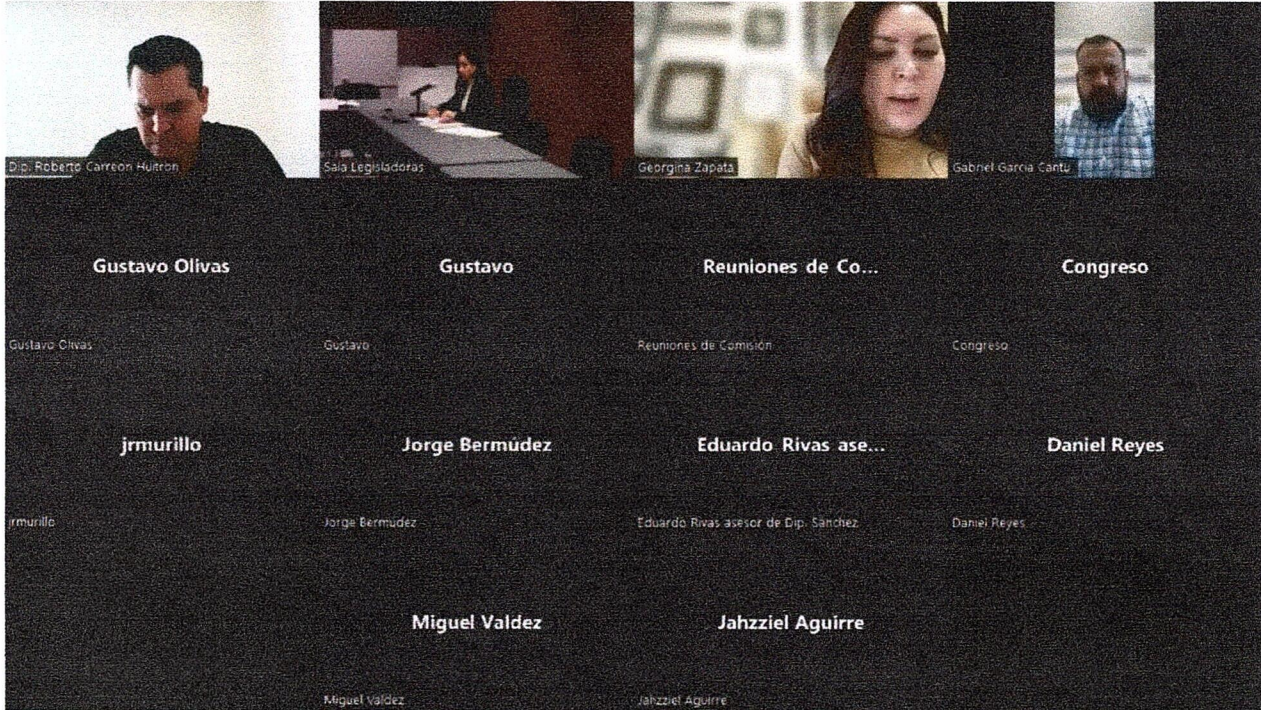 Dip. Roberto Carreon Huitron
Sala Legisladoras
Georgina Zapata
Gabriel Garcia Cantú
Gustavo Olivas
Gustavo
Reuniones de Co...
Congreso
Gustavo Olivas
Gustavo
Reuniones de Comisión
Congreso
jrmurillo
Jorge Bermúdez
Eduardo Rivas ase...
Daniel Reyes
jrmurillo
Jorge Bermúdez
Eduardo Rivas asesor de Dip. Sánchez
Daniel Reyes
Miguel Valdez
Jahzziel Aguirre
Miguel Valdez
Jahzziel Aguirre